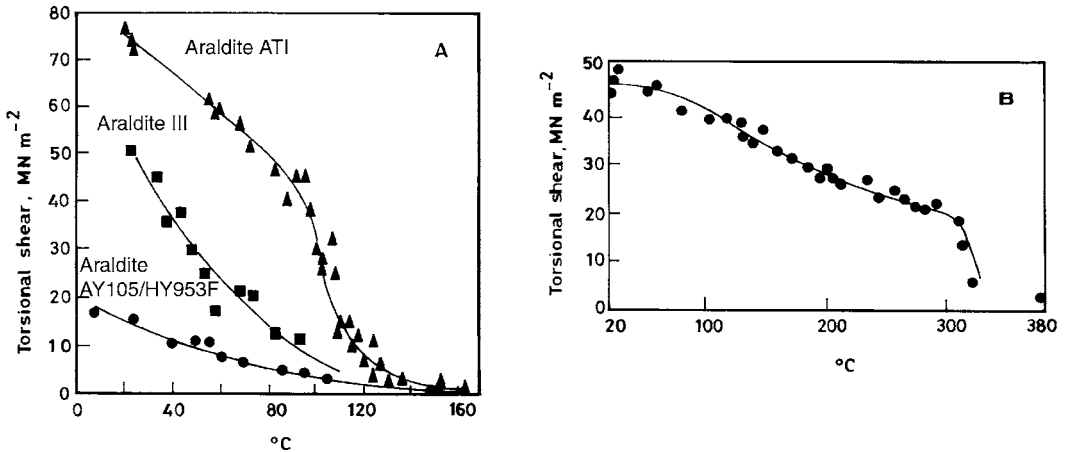 80
70
60
50
40
30
20
10
0
Torsional shear, MN m-2
Araldite ATI
A
Araldite III
Araldite
AY105/HY953F
0 40 80 120 160
°C
50
40
30
20
10
0
Torsional shear, MN m-2
B
20 100 200 300 380
°C